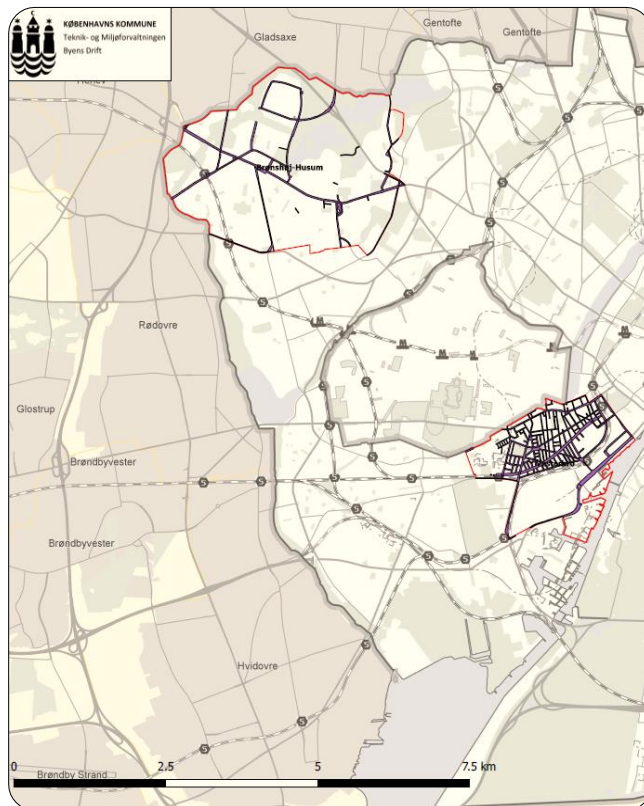 KØBENHAVNS KOMMUNE
Teknik- og Miljøforvaltningen
Byens Drift
Gladsaxe
Gentofte
Gentofte
Brønshøj-Husum
Rødovre
Glostrup
Brøndbyvester
Brøndbyvester
Hvidovre
Brøndby Strand
0
2.5
5
7.5 km